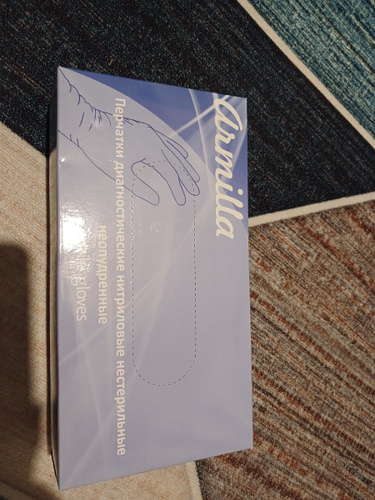 armilla
Перчатки диагностические нитриловые нестерильные
неопудренные
gloves